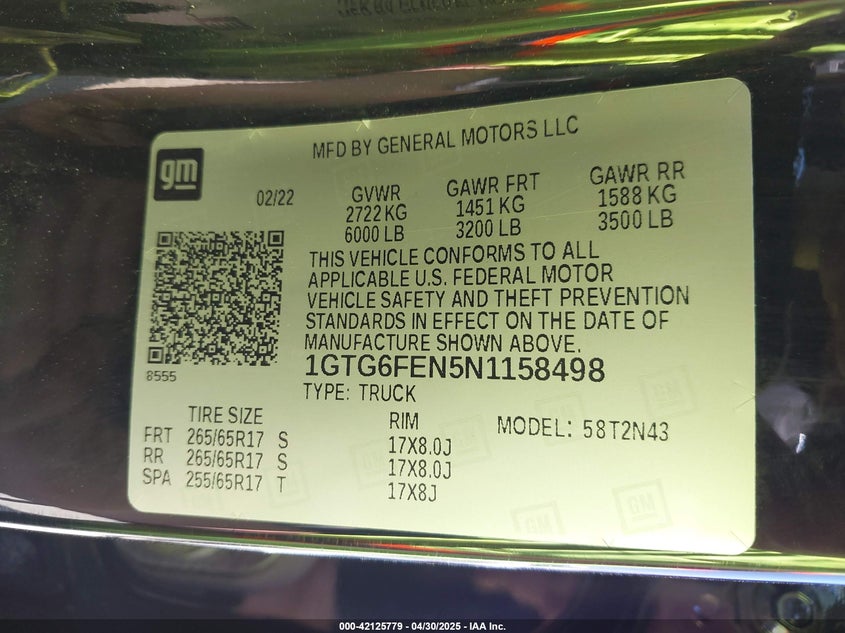 MFD BY GENERAL MOTORS LLC
gm
02/22
GVWR
2722 KG
6000 LB
GAWR FRT
1451 KG
3200 LB
GAWR RR
1588 KG
3500 LB
THIS VEHICLE CONFORMS TO ALL
APPLICABLE U.S. FEDERAL MOTOR
VEHICLE SAFETY AND THEFT PREVENTION
STANDARDS IN EFFECT ON THE DATE OF
MANUFACTURE SHOWN ABOVE.
8555
1GTG6FEN5N1158498
TYPE: TRUCK
TIRE SIZE
RIM
MODEL: 58T2N43
FRT 265/65R17 S 17X8.0J
RR 265/65R17 S 17X8.0J
SPA 255/65R17 T 17X8J
GM
GM
000-42125779 - 04/30/2025 - IAA Inc.